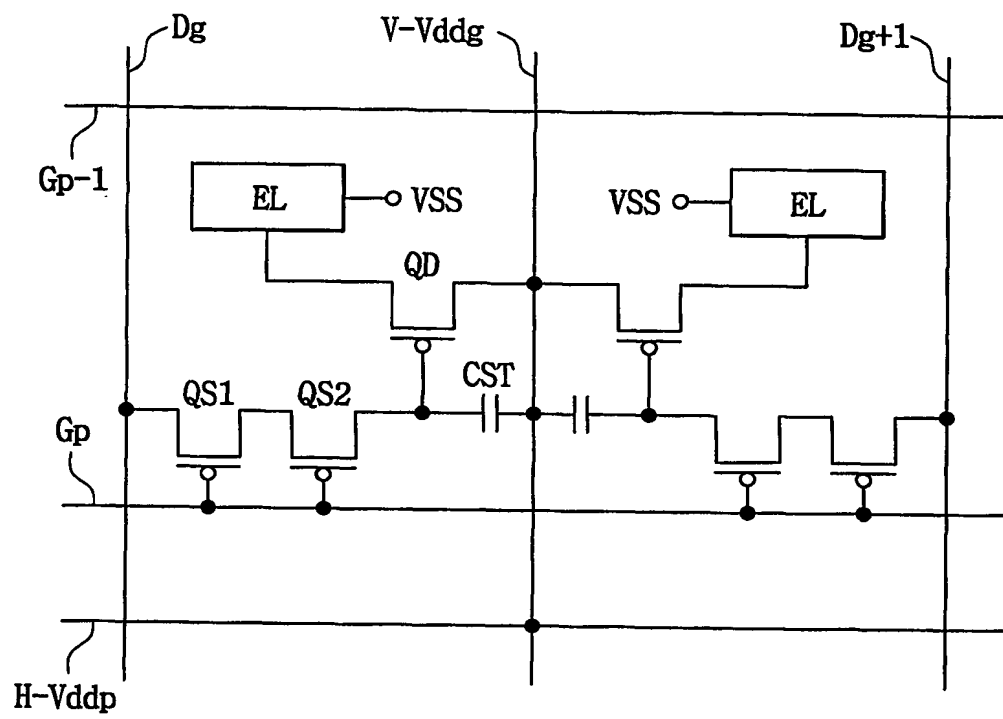 Dg
V-Vddg
Dg+1
Gp-1
EL
VSS
VSS
EL
QD
CST
QS1
QS2
Gp
H-Vddp